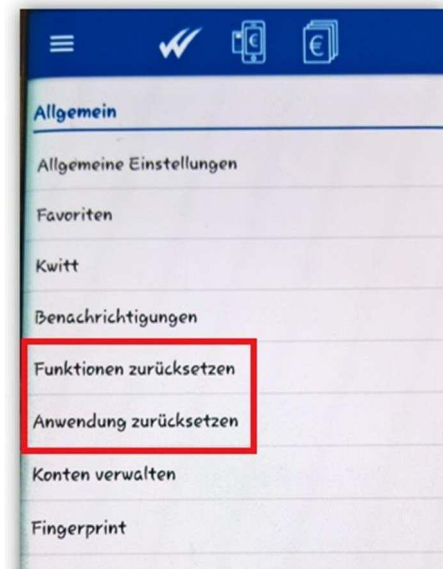 Allgemein
Allgemeine Einstellungen
Favoriten
Kwitt
Benachrichtigungen
Funktionen zurücksetzen
Anwendung zurücksetzen
Konten verwalten
Fingerprint